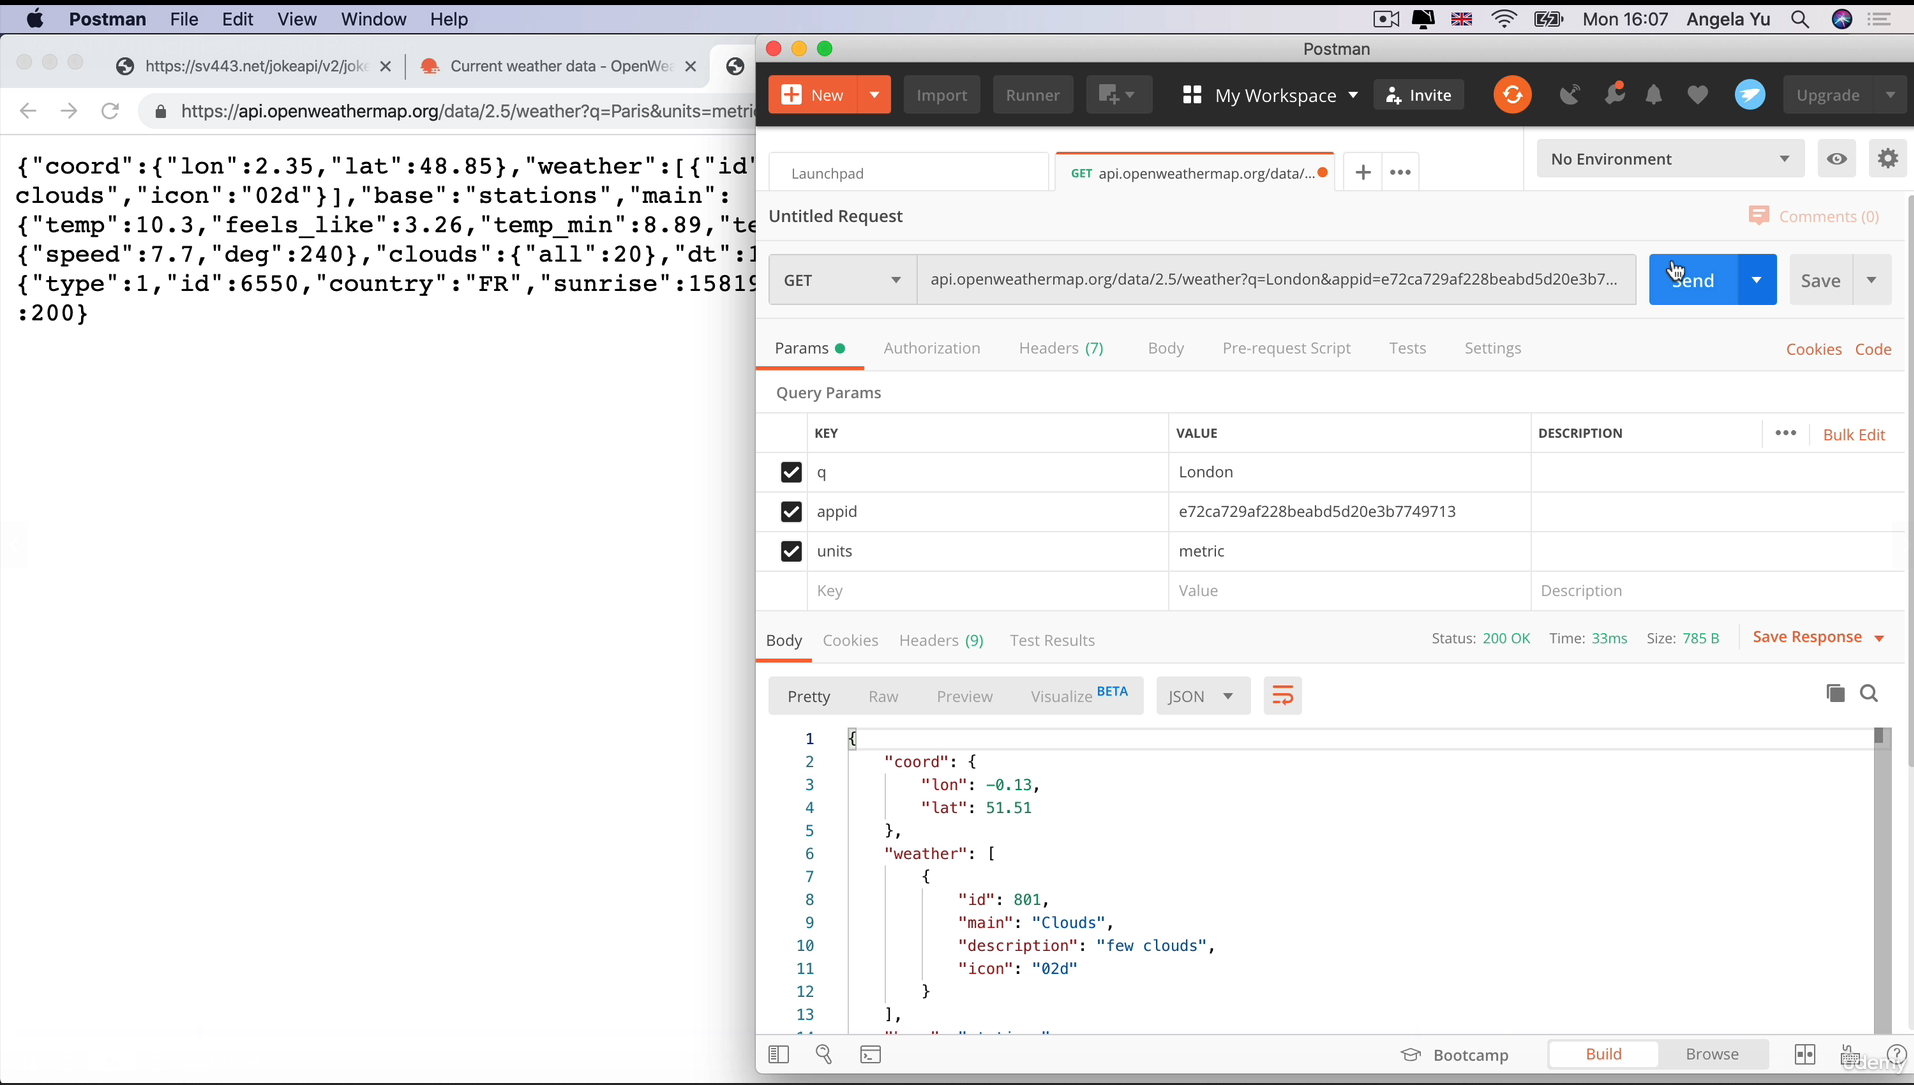 Postman File Edit View Window Help
Mon 16:07 Angela Yu
https://sv443.net/jokeapi/v2/joke
Current weather data - OpenWea
https://api.openweathermap.org/data/2.5/weather?q=Paris&units=metri
{"coord":{"lon":2.35,"lat":48.85},"weather":[{"id"
clouds","icon":"02d"}],"base":"stations","main":
{"temp":10.3,"feels_like":3.26,"temp_min":8.89,"te
{"speed":7.7,"deg":240},"clouds":{"all":20},"dt":1
{"type":1,"id":6550,"country":"FR","sunrise":15819
:200}
Postman
New Import Runner My Workspace Invite Upgrade
Launchpad
GET api.openweathermap.org/data/...
No Environment
Untitled Request
Comments (0)
GET
api.openweathermap.org/data/2.5/weather?q=London&appid=e72ca729af228beabd5d20e3b7...
Send Save
Params Authorization Headers (7) Body Pre-request Script Tests Settings Cookies Code
Query Params
KEY VALUE DESCRIPTION Bulk Edit
q London
appid e72ca729af228beabd5d20e3b7749713
units metric
Key Value Description
Body Cookies Headers (9) Test Results Status: 200 OK Time: 33ms Size: 785 B Save Response
Pretty Raw Preview Visualize BETA JSON
1 {
2 "coord": {
3 "lon": -0.13,
4 "lat": 51.51
5 },
6 "weather": [
7 {
8 "id": 801,
9 "main": "Clouds",
10 "description": "few clouds",
11 "icon": "02d"
12 }
13 ],
Bootcamp Build Browse
udemy